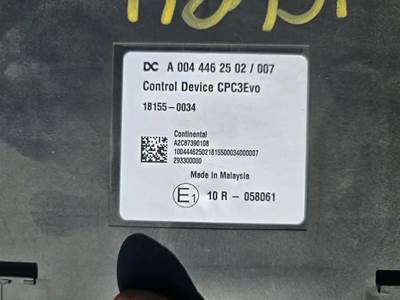 DC A 004 446 25 02 / 007
Control Device CPC3Evo
18155-0034
Continental
A2C87390108
10044462502181550003400007
293300000
Made in Malaysia
E1 10 R - 058061